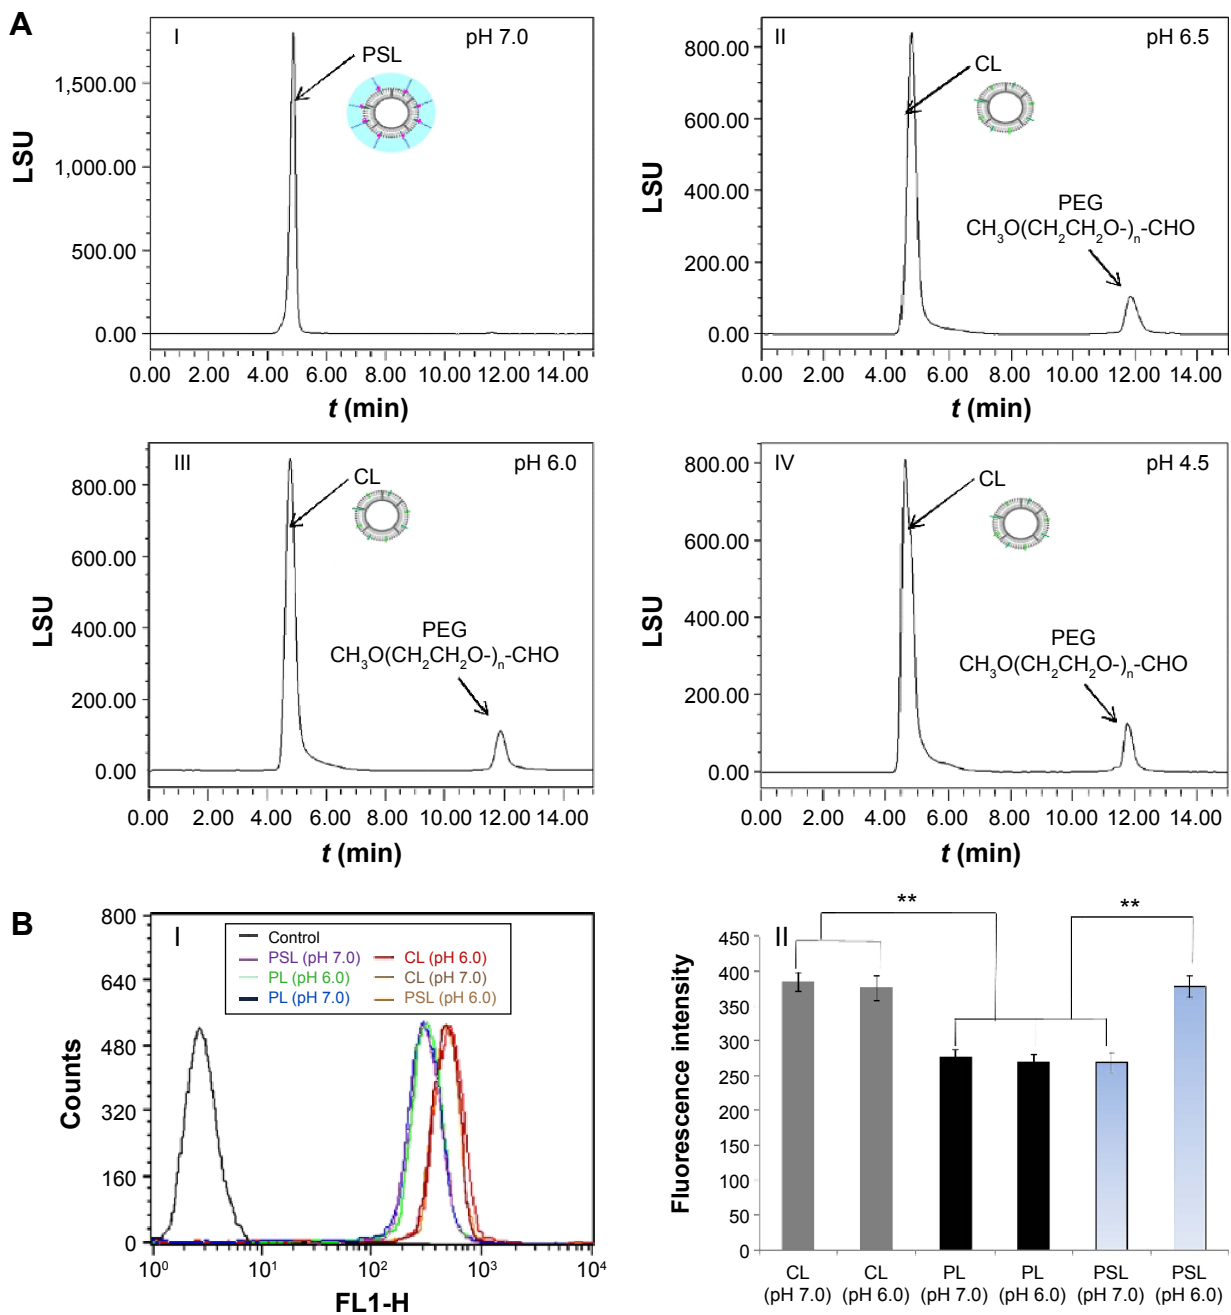 A
I
pH 7.0
PSL
1,500.00
1,000.00
500.00
0.00
LSU
0.00 2.00 4.00 6.00 8.00 10.00 12.00 14.00
t (min)
II
pH 6.5
CL
PEG
CH₃O(CH₂CH₂O-)ₙ-CHO
800.00
600.00
400.00
200.00
0.00
LSU
0.00 2.00 4.00 6.00 8.00 10.00 12.00 14.00
t (min)
III
pH 6.0
CL
PEG
CH₃O(CH₂CH₂O-)ₙ-CHO
800.00
600.00
400.00
200.00
0.00
LSU
0.00 2.00 4.00 6.00 8.00 10.00 12.00 14.00
t (min)
IV
pH 4.5
CL
PEG
CH₃O(CH₂CH₂O-)ₙ-CHO
800.00
600.00
400.00
200.00
0.00
LSU
0.00 2.00 4.00 6.00 8.00 10.00 12.00 14.00
t (min)
B
I
Control
PSL (pH 7.0) CL (pH 6.0)
PL (pH 6.0) CL (pH 7.0)
PL (pH 7.0) PSL (pH 6.0)
800
640
480
320
160
0
Counts
10⁰ 10¹ 10² 10³ 10⁴
FL1-H
II
** **
450
400
350
300
250
200
150
100
50
0
Fluorescence intensity
CL CL PL PL PSL PSL
(pH 7.0) (pH 6.0) (pH 7.0) (pH 6.0) (pH 7.0) (pH 6.0)